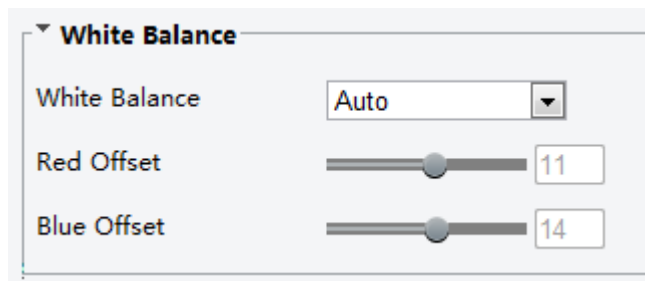 White Balance
White Balance Auto
Red Offset 11
Blue Offset 14